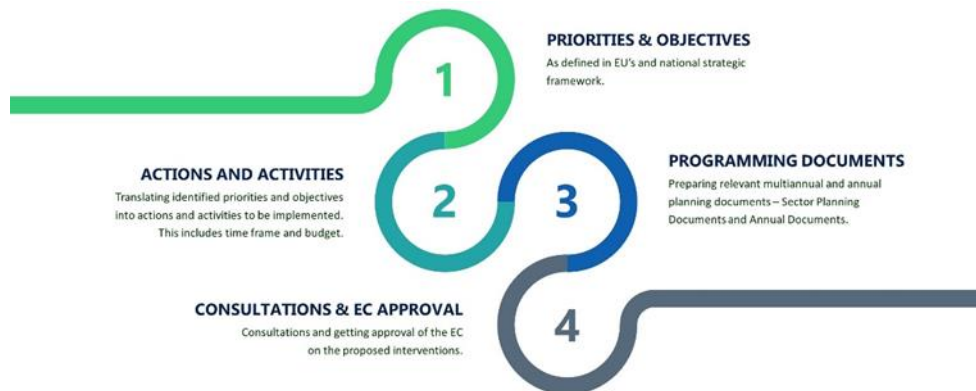 1
PRIORITIES & OBJECTIVES
As defined in EU's and national strategic
framework.
ACTIONS AND ACTIVITIES
Translating identified priorities and objectives
into actions and activities to be implemented.
This includes time frame and budget.
2
3
PROGRAMMING DOCUMENTS
Preparing relevant multiannual and annual
planning documents – Sector Planning
Documents and Annual Documents.
CONSULTATIONS & EC APPROVAL
Consultations and getting approval of the EC
on the proposed interventions.
4